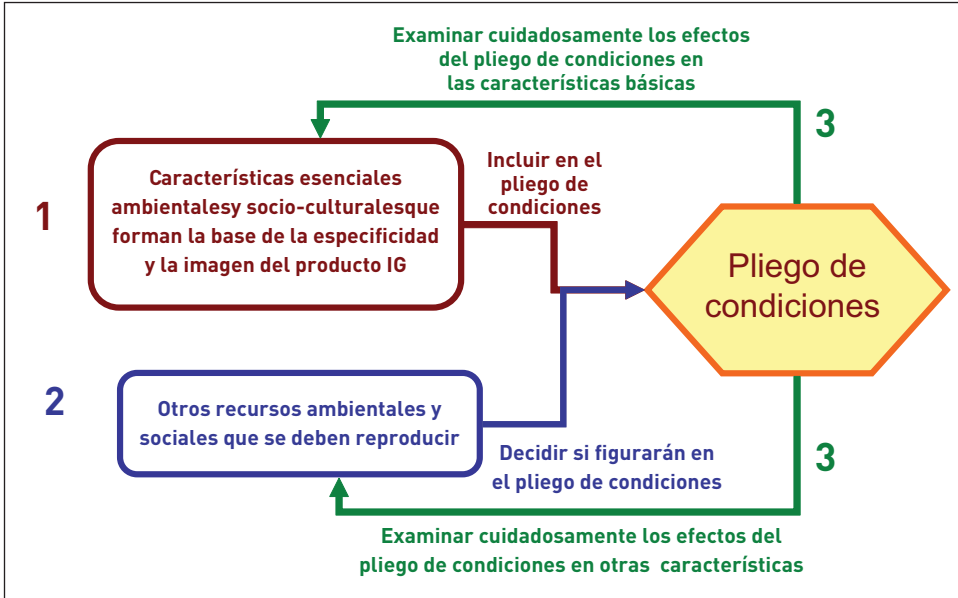 Examinar cuidadosamente los efectos
del pliego de condiciones en
las característicás básicas
3
1
Características esenciales
ambientalesy socio-culturalesque
forman la base de la especificidad
y la imagen del producto IG
Incluir en el
pliego de
condiciones
Pliego de
condiciones
2
Otros recursos ambientales y
sociales que se deben reproducir
Decidir si figurarán en
el pliego de condiciones
3
Examinar cuidadosamente los efectos del
pliego de condiciones en otras característicás